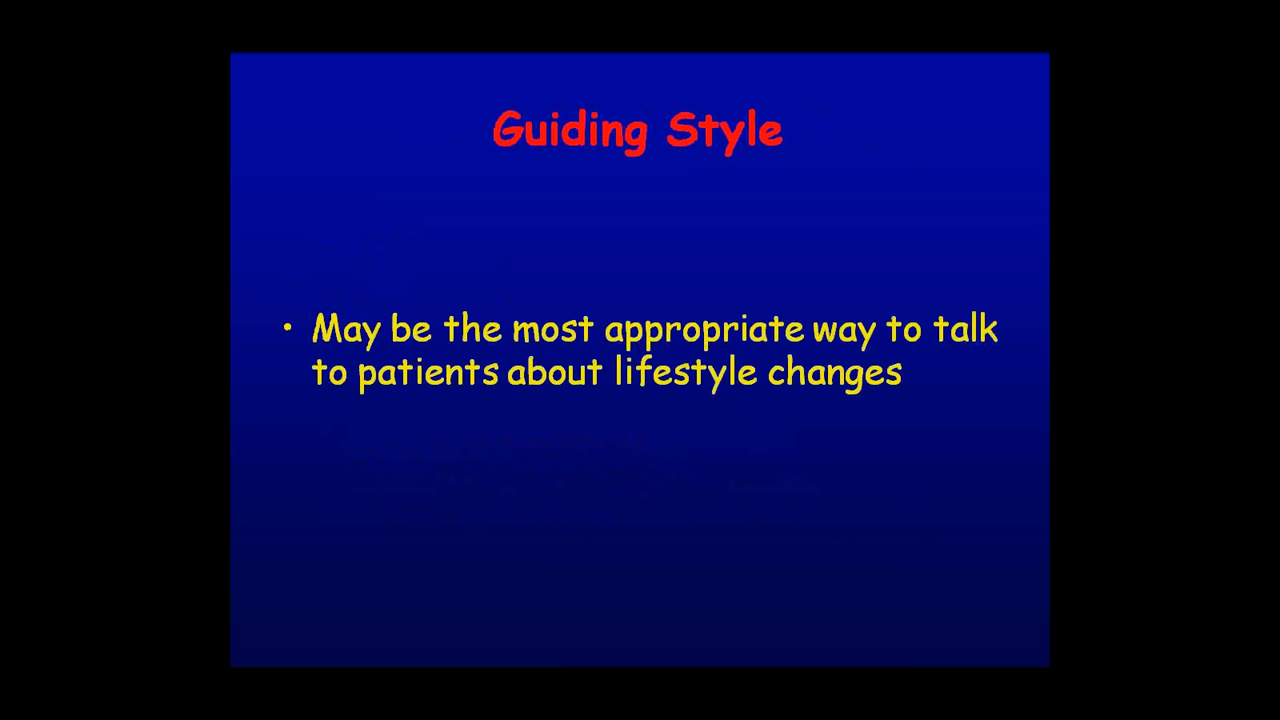 Guiding Style
• May be the most appropriate way to talk
to patients about lifestyle changes